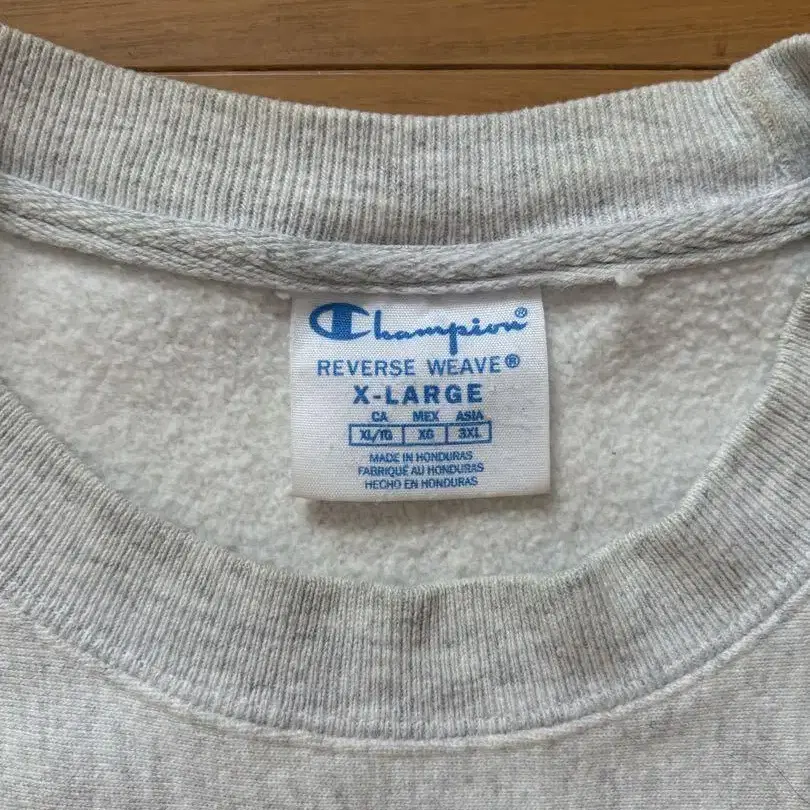 Champion®
REVERSE WEAVE®
X-LARGE
CA MEX ASIA
XL/TG XG 3XL
MADE IN HONDURAS
FABRIQUÉ AU HONDURAS
HECHO EN HONDURAS